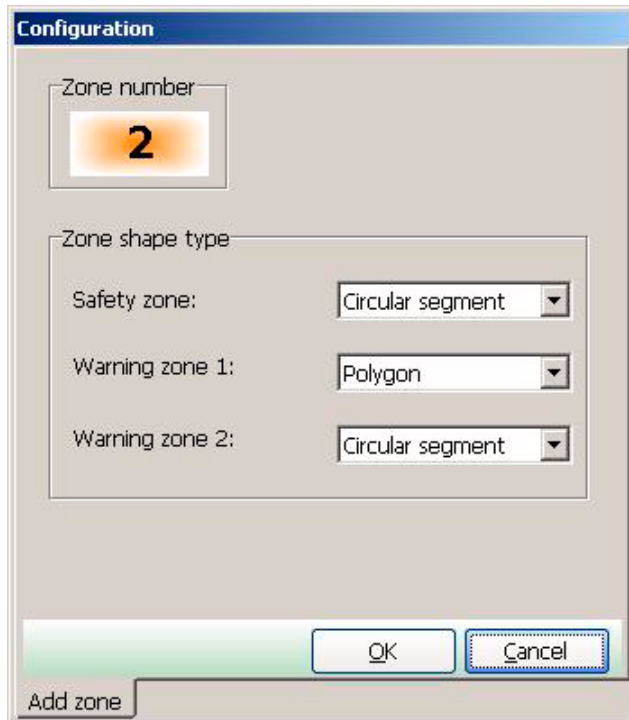 Configuration
Zone number
2
Zone shape type
Safety zone: Circular segment
Warning zone 1: Polygon
Warning zone 2: Circular segment
OK Cancel
Add zone